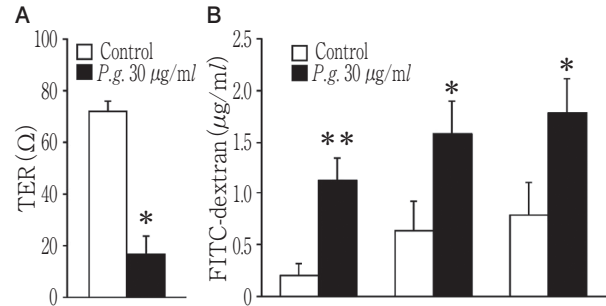 A
TER (Ω)
100
80
60
40
20
0
Control
P.g. 30 μg/ml
*
B
FITC-dextran (μg/ml)
2.5
2.0
1.5
1.0
0.5
0
Control
P.g. 30 μg/ml
**
*
*